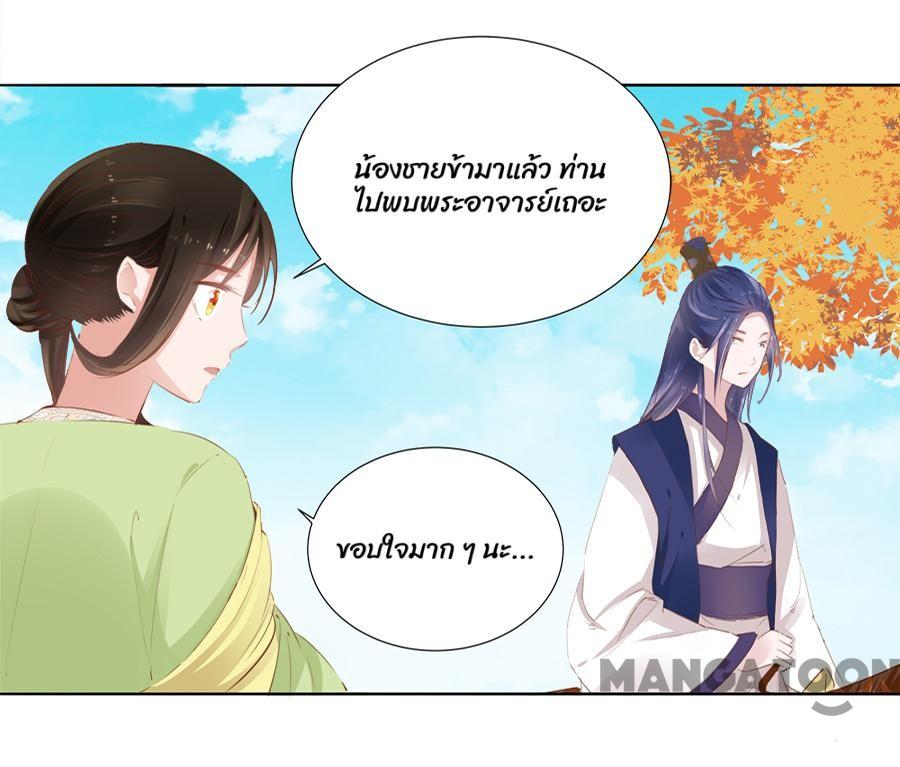 น้องชายข้ามาแล้ว ท่าน
ไปพบพระอาจารย์เถอะ
ขอบใจมาก ๆ นะ...
MANGATOON